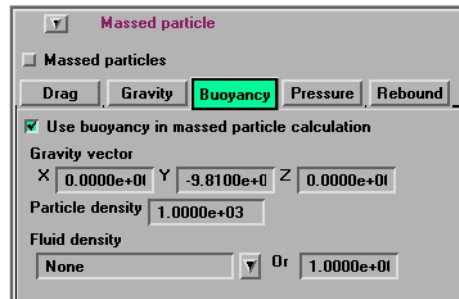 Massed particle
Massed particles
Drag Gravity Buoyancy Pressure Rebound
Use buoyancy in massed particle calculation
Gravity vector
X 0.0000e+0( Y -9.8100e+0 Z 0.0000e+0(
Particle density 1.0000e+03
Fluid density
None Or 1.0000e+0(